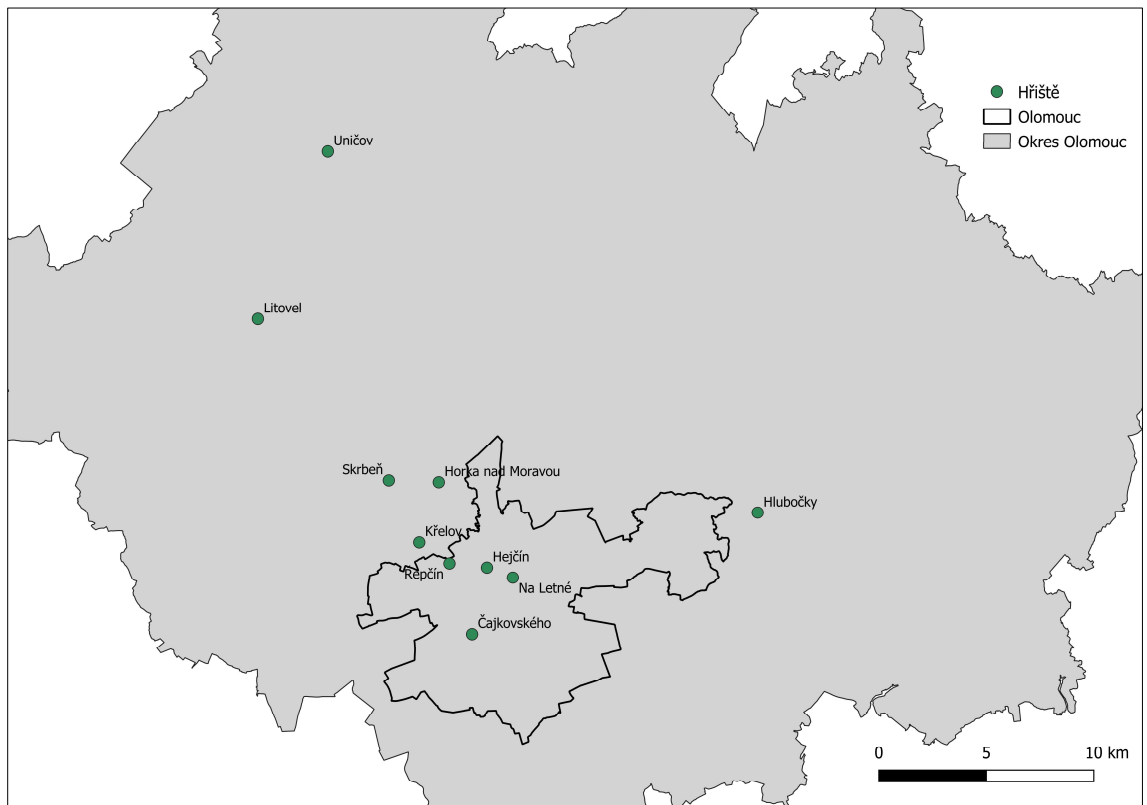 Hřiště
Olomouc
Okres Olomouc
Uničov
Litovel
Skrbeň
Horka nad Moravou
Hlubočky
Křelov
Hejčín
Řepčín
Na Letné
Čajkovského
0 5 10 km